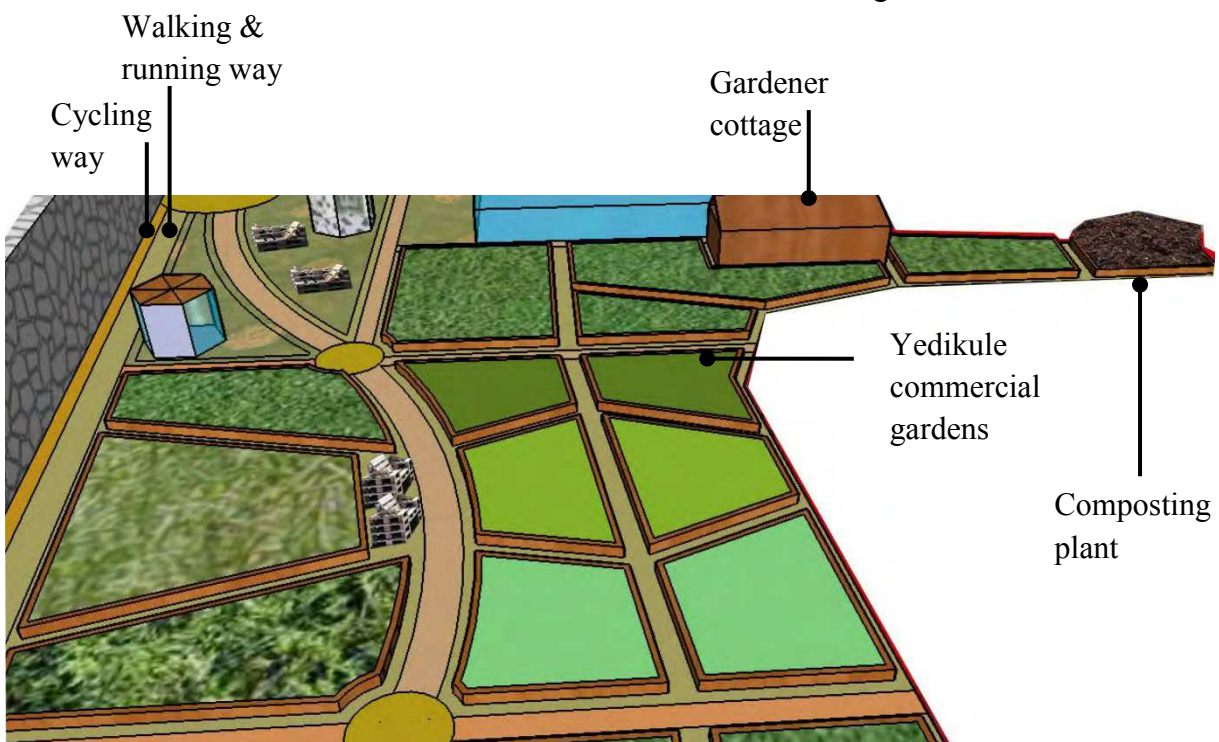 Walking &
running way
Cycling
way
Gardener
cottage
Yedikule
commercial
gardens
Composting
plant